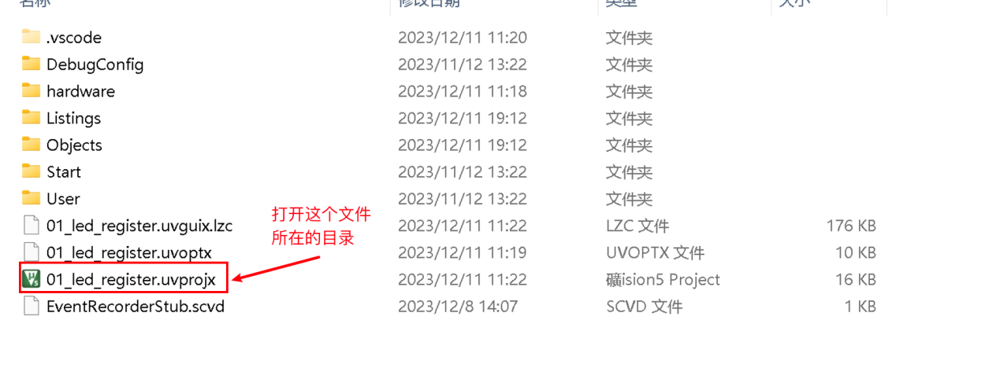 名称 修改日期 类型 大小
.vscode 2023/12/11 11:20 文件夹
DebugConfig 2023/11/12 13:22 文件夹
hardware 2023/12/11 11:18 文件夹
Listings 2023/12/11 19:12 文件夹
Objects 2023/12/11 19:12 文件夹
Start 2023/11/12 13:22 文件夹
User 2023/11/12 13:22 文件夹
打开这个文件
所在的目录
01_led_register.uvguix.lzc 2023/12/11 11:22 LZC 文件 176 KB
01_led_register.uvoptx 2023/12/11 11:19 UVOPTX 文件 10 KB
01_led_register.uvprojx 2023/12/11 11:22 礦ision5 Project 16 KB
EventRecorderStub.scvd 2023/12/8 14:07 SCVD 文件 1 KB